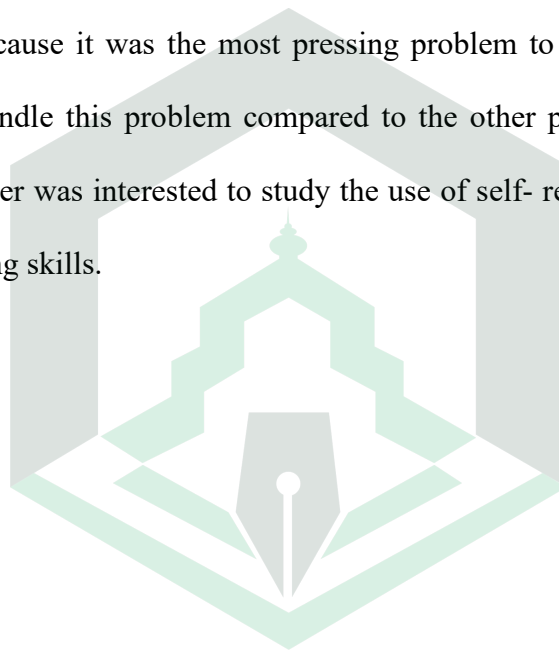 cause it was the most pressing problem to
ndle this problem compared to the other p
er was interested to study the use of self- re
ng skills.